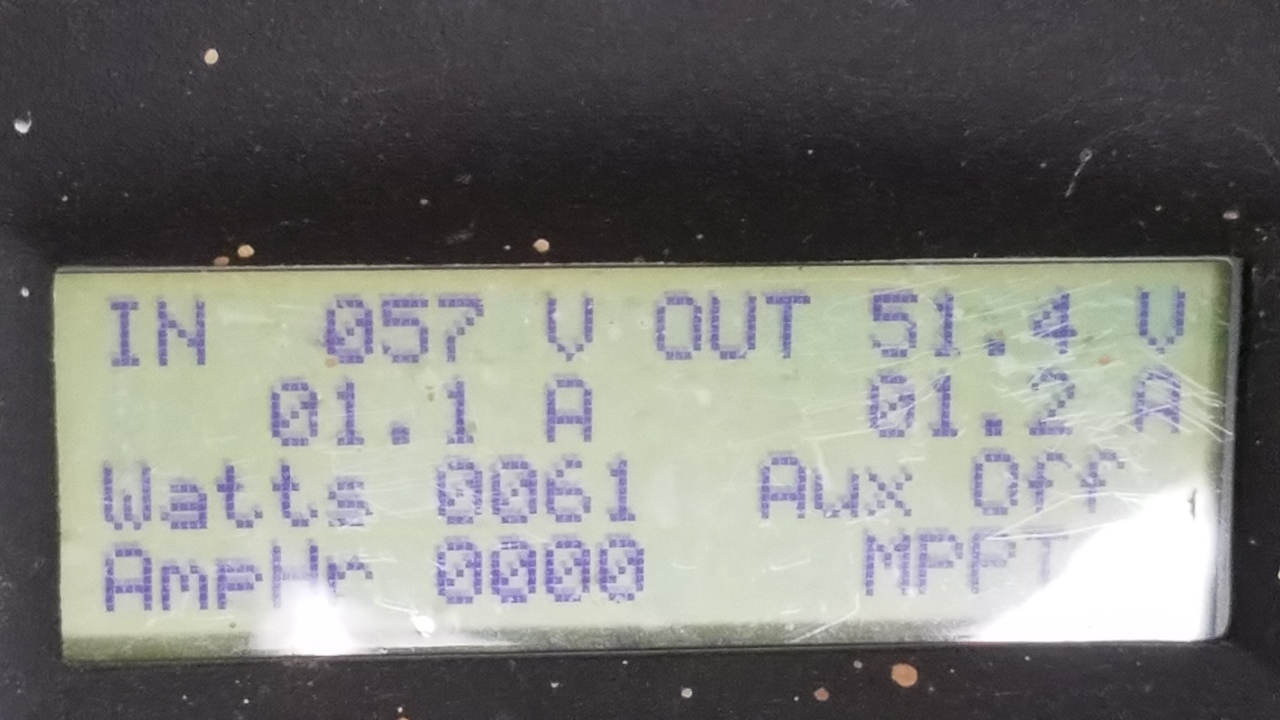 IN 057 V OUT 51.4 V
01.1 A 01.2 A
Watts 0061 Aux Off
AmpHr 0000 MPPT